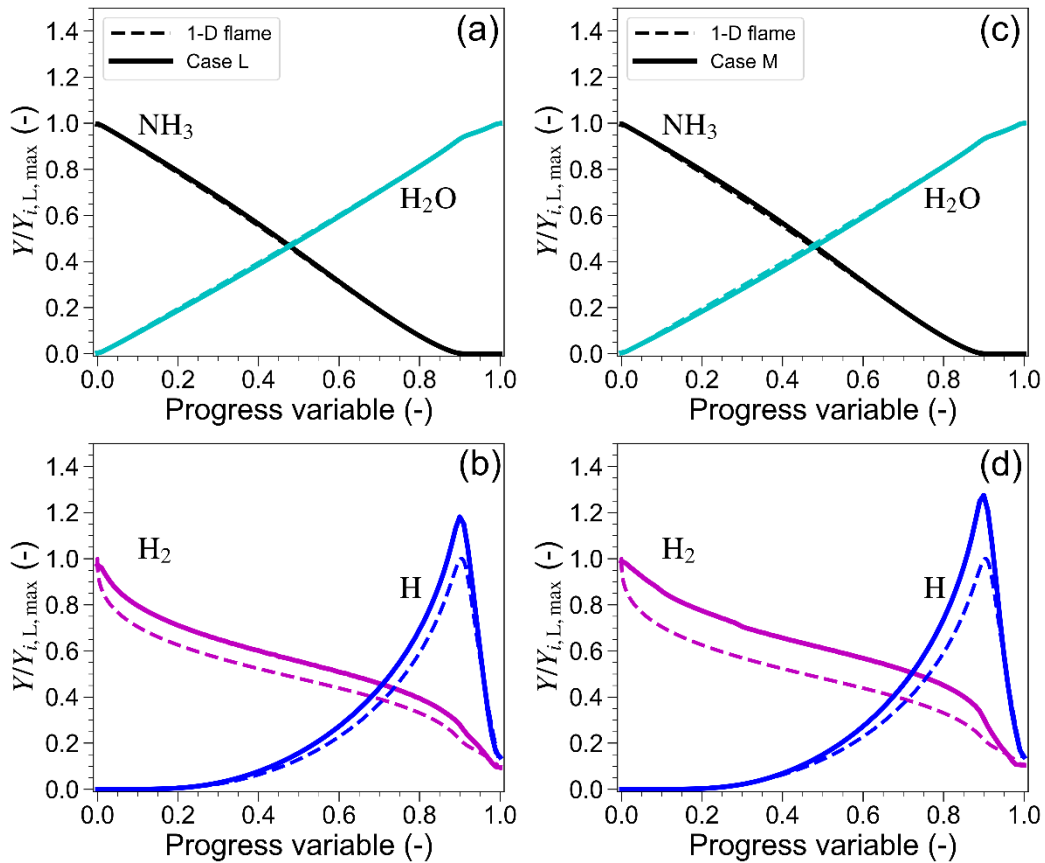 (a)
1-D flame
Case L
NH₃
H₂O
Y/Yᵢ,L,max (-)
1.4
1.2
1.0
0.8
0.6
0.4
0.2
0.0
0.0 0.2 0.4 0.6 0.8 1.0
Progress variable (-)
(c)
1-D flame
Case M
NH₃
H₂O
Y/Yᵢ,L,max (-)
1.4
1.2
1.0
0.8
0.6
0.4
0.2
0.0
0.0 0.2 0.4 0.6 0.8 1.0
Progress variable (-)
(b)
H₂
H
Y/Yᵢ,L,max (-)
1.4
1.2
1.0
0.8
0.6
0.4
0.2
0.0
0.0 0.2 0.4 0.6 0.8 1.0
Progress variable (-)
(d)
H₂
H
Y/Yᵢ,L,max (-)
1.4
1.2
1.0
0.8
0.6
0.4
0.2
0.0
0.0 0.2 0.4 0.6 0.8 1.0
Progress variable (-)